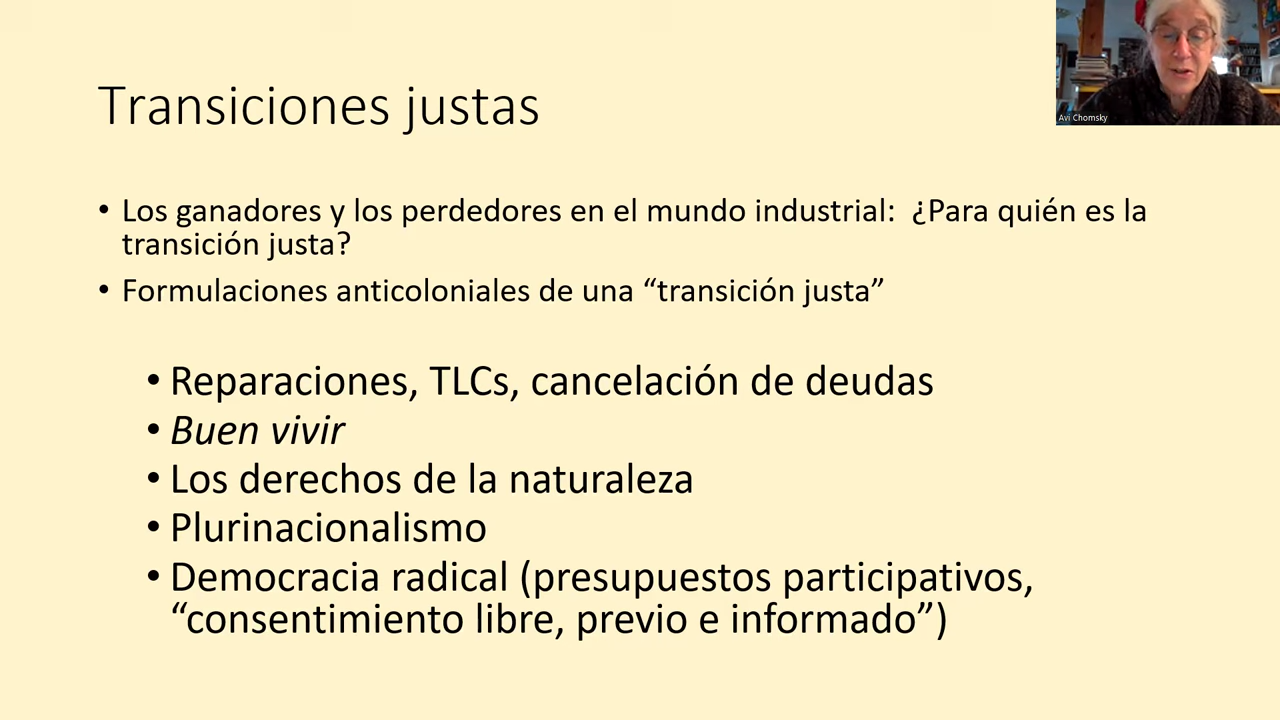 Transiciones justas
Avi Chomsky
• Los ganadores y los perdedores en el mundo industrial:  ¿Para quién es la
transición justa?
• Formulaciones anticoloniales de una “transición justa”
• Reparaciones, TLCs, cancelación de deudas
• Buen vivir
• Los derechos de la naturaleza
• Plurinacionalismo
• Democracia radical (presupuestos participativos,
“consentimiento libre, previo e informado”)